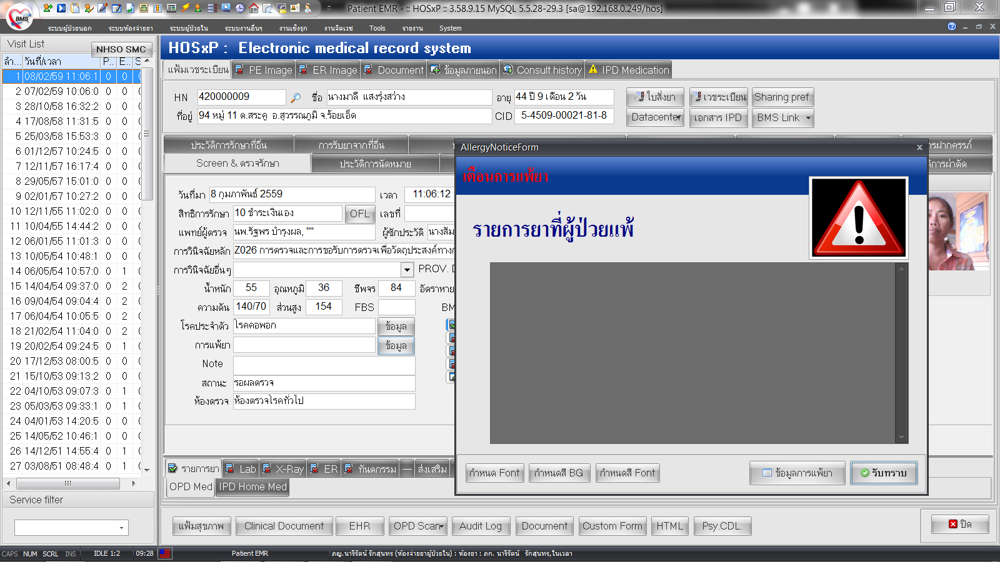 Patient EMR - :: HOSxP :: 3.58.9.15 MySQL 5.5.28-29.3 [sa@192.168.0.249/hos]
BMS
ระบบผู้ป่วยนอก ระบบห้องจ่ายยา ระบบผู้ป่วยใน ระบบงานอื่นๆ งานเชิงรุก งานจิตเวช Tools รายงาน System
Visit List
NHSO SMC
ลำ... วันที่/เวลา P... E... S
1 08/02/59 11:06:1 0 0
2 07/02/59 10:06:0 0 0
3 28/10/58 16:32:2 0 0
4 17/08/58 11:31:5 0 0
5 25/03/58 15:53:3 0 0
6 01/12/57 10:24:5 0 0
7 12/11/57 16:17:4 0 0
8 29/05/57 15:01:0 0 0
9 02/01/57 10:27:2 0 0
10 12/11/55 11:02:0 0 0
11 10/04/55 14:44:2 0 0
12 06/01/55 11:01:3 0 0
13 10/05/54 10:48:1 0 0
14 06/05/54 10:57:0 0 1
15 14/04/54 09:37:0 0 2
16 09/04/54 09:04:4 0 2
17 06/04/54 10:05:5 0 2
18 21/02/54 11:04:0 0 2
19 20/02/54 09:24:5 0 1
20 17/12/53 08:00:5 0 0
21 15/10/53 09:13:2 0 0
22 04/10/53 09:07:3 0 1
23 05/03/53 09:33:1 0 1
24 04/01/53 14:20:5 0 0
25 14/05/52 10:46:1 0 0
26 14/12/51 14:55:4 0 1
27 03/08/51 08:48:4 0 1
Service filter
HOSxP : Electronic medical record system
แฟ้มเวชระเบียน PE Image ER Image Document ข้อมูลภายนอก Consult history IPD Medication
HN 420000009 ชื่อ นางมาลี แสงรุ่งสว่าง อายุ 44 ปี 9 เดือน 2 วัน ใบสั่งยา เวชระเบียน Sharing pref.
ที่อยู่ 94 หมู่ 11 ต.สระคู อ.สุวรรณภูมิ จ.ร้อยเอ็ด CID 5-4509-00021-81-8 Datacenter เอกสาร IPD BMS Link
ประวัติการรักษาที่อื่น การรับยาจากที่อื่น ารฝากครรภ์
Screen & ตรวจรักษา ประวัติการนัดหมาย ติการผ่าตัด
วันที่มา 8 กุมภาพันธ์ 2559 เวลา 11:06:12
สิทธิการรักษา 10 ชำระเงินเอง OFL เลขที่
แพทย์ผู้ตรวจ นพ.รัฐพร บำรุงผล, "" ผู้ซักประวัติ นางสัม
การวินิจฉัยหลัก Z026 การตรวจและการขอรับการตรวจเพื่อวัตถุประสงค์ทางก
การวินิจฉัยอื่นๆ PROV. D
น้ำหนัก 55 อุณหภูมิ 36 ชีพจร 84 อัตราหาย
ความดัน 140/70 ส่วนสูง 154 FBS BM
โรคประจำตัว โรคคอพอก ข้อมูล
การแพ้ยา ข้อมูล
Note
สถานะ รอผลตรวจ
ห้องตรวจ ห้องตรวจโรคทั่วไป
AllergyNoticeForm x
เตือนการแพ้ยา
รายการยาที่ผู้ป่วยแพ้
กำหนด Font กำหนดสี BG กำหนดสี Font ข้อมูลการแพ้ยา รับทราบ
รายการยา Lab X-Ray ER ทันตกรรม ส่งเสริม
OPD Med IPD Home Med
แฟ้มสุขภาพ Clinical Document EHR OPD Scan Audit Log Document Custom Form HTML Psy.CDL. ปิด
CAPS NUM SCRL INS IDLE 1:2 09:28 Patient EMR ภญ.นารีรัตน์ รักสุนทร (ห้องจ่ายยาผู้ป่วยใน) : ห้องยา : ภก. นารีรัตน์ รักสุนทร,ในเวลา